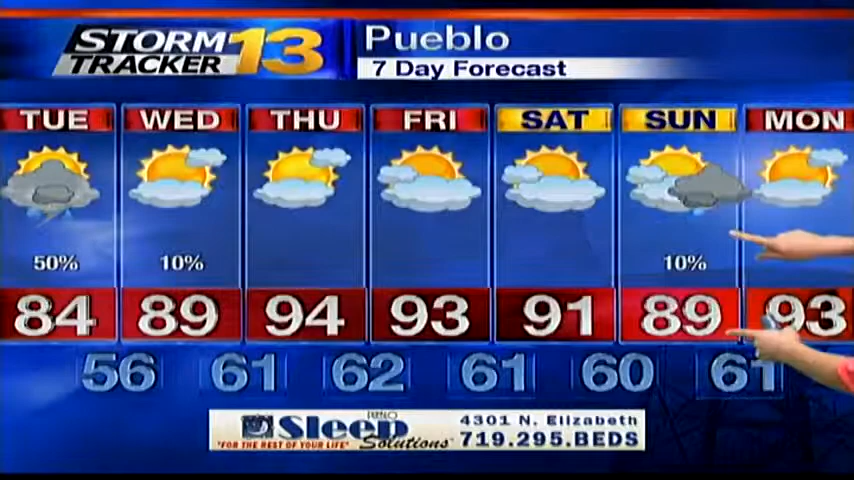 STORM 13
TRACKER
Pueblo
7 Day Forecast
TUE WED THU FRI SAT SUN MON
50% 10% 10%
84 89 94 93 91 89 93
56 61 62 61 60 61
Sleep
Solutions
"FOR THE REST OF YOUR LIFE"
4301 N. Elizabeth
719.295.BEDS